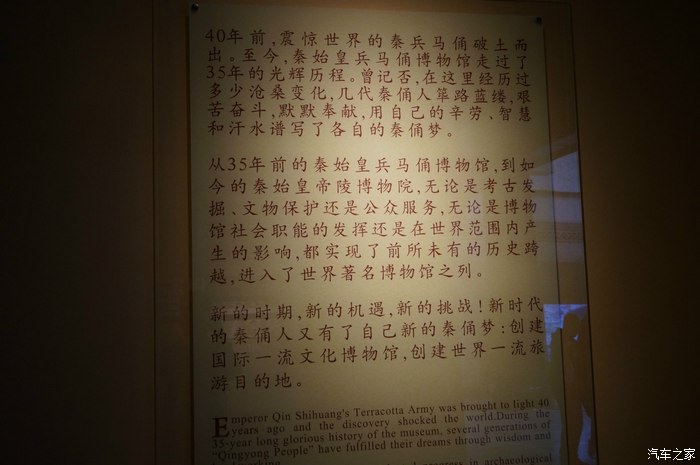 40年前,震惊世界的秦兵马俑破土而
出。至今,秦始皇兵马俑博物馆走过了
35年的光辉历程。曾记否,在这里经历过
多少沧桑变化,几代秦俑人筚路蓝缕,艰
苦奋斗,默默奉献,用自己的辛劳、智慧
和汗水谱写了各自的秦俑梦。
从35年前的秦始皇兵马俑博物馆,到如
今的秦始皇帝陵博物院,无论是考古发
掘、文物保护还是公众服务,无论是博物
馆社会职能的发挥还是在世界范围内产
生的影响,都实现了前所未有的历史跨
越,进入了世界著名博物馆之列。
新的时期,新的机遇,新的挑战!新时代
的秦俑人又有了自己新的秦俑梦:创建
国际一流文化博物馆,创建世界一流旅
游目的地。
Emperor Qin Shihuang's Terracotta Army was brought to light 40
years ago and the discovery shocked the world.During the
35-year long glorious history of the museum, several generations of
"Qingyong People" have fulfilled their dreams through wisdom and
in archaeological
汽车之家